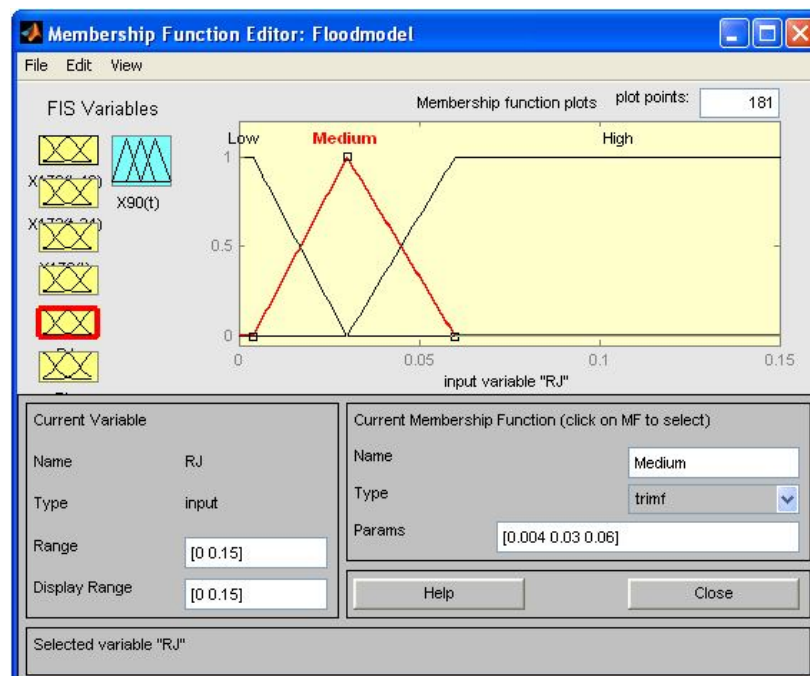 Membership Function Editor: Floodmodel
File Edit View
FIS Variables
Membership function plots plot points: 181
Low Medium High
X90(t)
1
0.5
0
0 0.05 0.1 0.15
input variable "RJ"
Current Variable
Name RJ
Type input
Range [0 0.15]
Display Range [0 0.15]
Current Membership Function (click on MF to select)
Name Medium
Type trimf
Params [0.004 0.03 0.06]
Help Close
Selected variable "RJ"